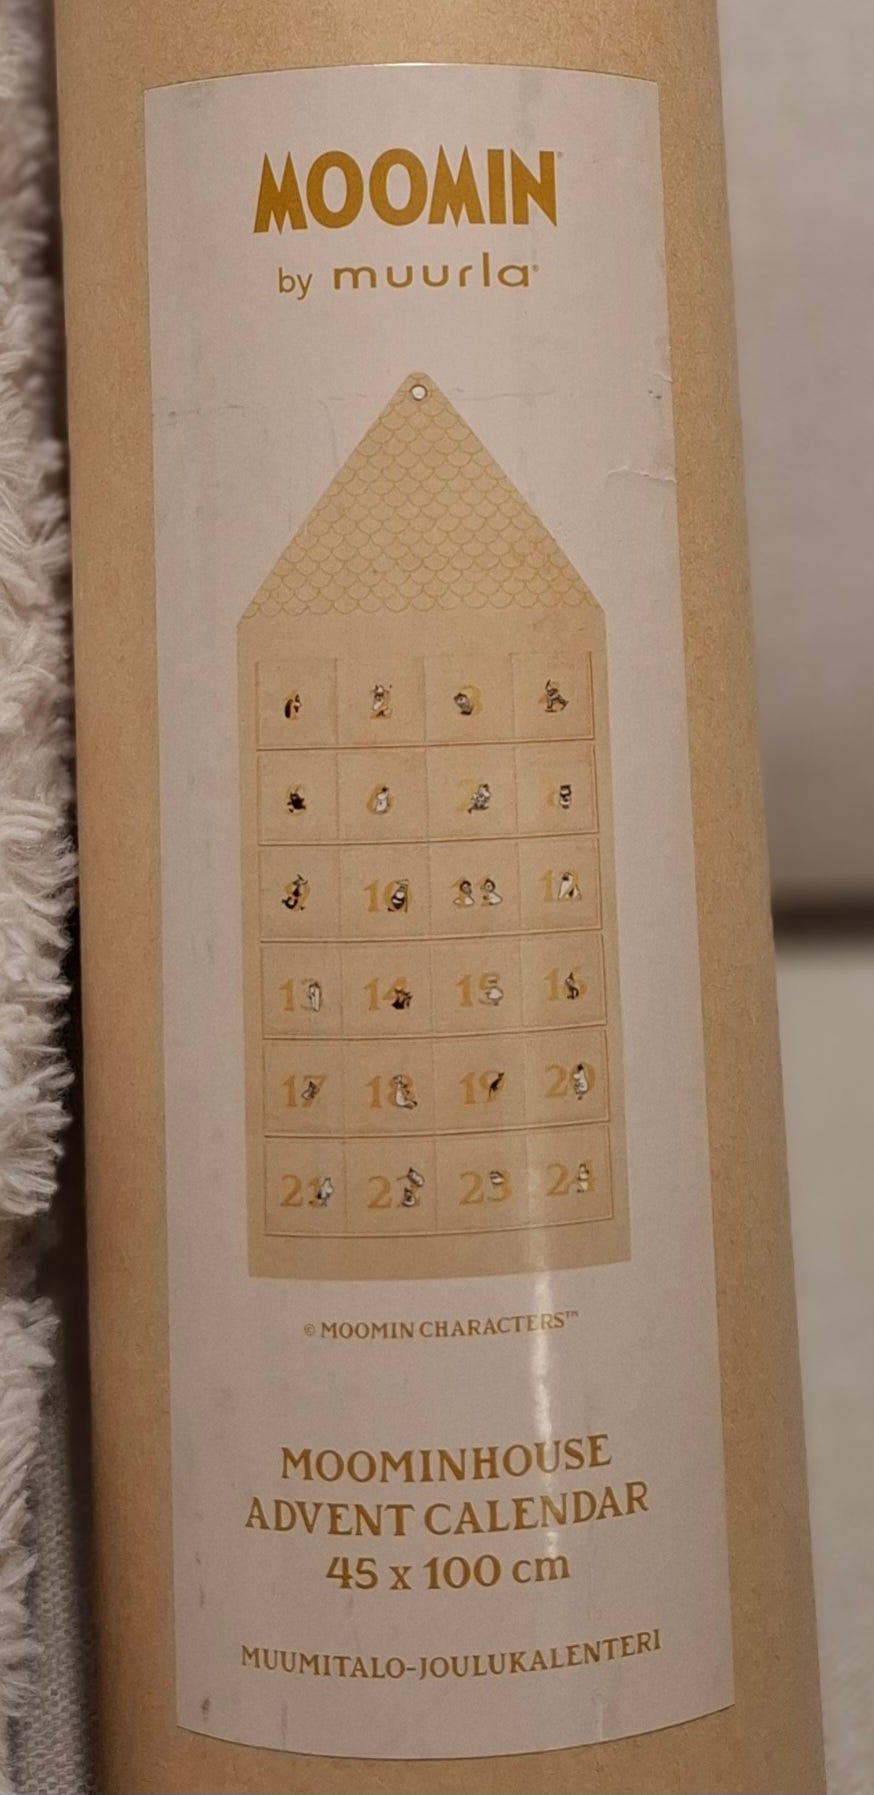 MOOMIN®
by muurla®
1 2 3 4
5 6 7 8
9 10 11 12
13 14 15 16
17 18 19 20
21 22 23 24
© MOOMIN CHARACTERS™
MOOMINHOUSE
ADVENT CALENDAR
45 x 100 cm
MUUMITALO-JOULUKALENTERI